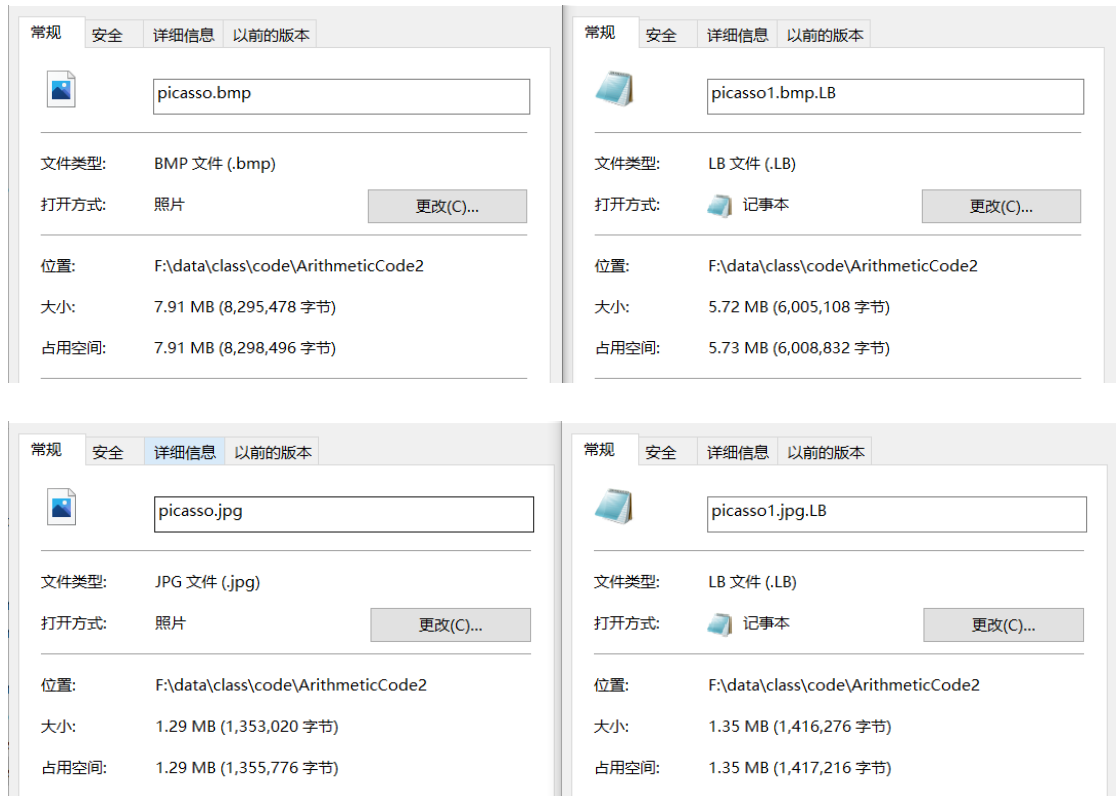 常规 安全 详细信息 以前的版本
picasso.bmp
文件类型: BMP 文件 (.bmp)
打开方式: 照片 更改(C)...
位置: F:\data\class\code\ArithmeticCode2
大小: 7.91 MB (8,295,478 字节)
占用空间: 7.91 MB (8,298,496 字节)
常规 安全 详细信息 以前的版本
picasso1.bmp.LB
文件类型: LB 文件 (.LB)
打开方式: 记事本 更改(C)...
位置: F:\data\class\code\ArithmeticCode2
大小: 5.72 MB (6,005,108 字节)
占用空间: 5.73 MB (6,008,832 字节)
常规 安全 详细信息 以前的版本
picasso.jpg
文件类型: JPG 文件 (.jpg)
打开方式: 照片 更改(C)...
位置: F:\data\class\code\ArithmeticCode2
大小: 1.29 MB (1,353,020 字节)
占用空间: 1.29 MB (1,355,776 字节)
常规 安全 详细信息 以前的版本
picasso1.jpg.LB
文件类型: LB 文件 (.LB)
打开方式: 记事本 更改(C)...
位置: F:\data\class\code\ArithmeticCode2
大小: 1.35 MB (1,416,276 字节)
占用空间: 1.35 MB (1,417,216 字节)